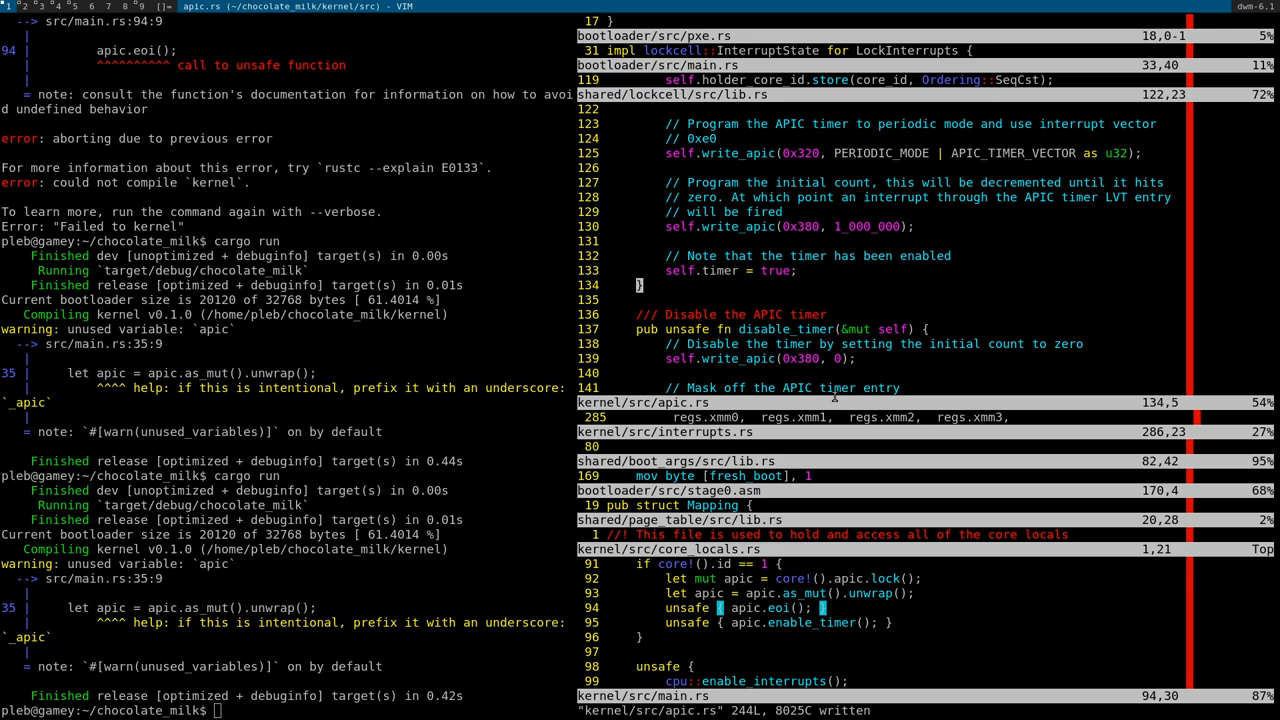 1 2 3 4 5 6 7 8 9 []= apic.rs (~/chocolate_milk/kernel/src) - VIM dwm-6.1
--> src/main.rs:94:9
|
94 | apic.eoi();
| ^^^^^^^^^^ call to unsafe function
|
= note: consult the function's documentation for information on how to avoi
d undefined behavior
error: aborting due to previous error
For more information about this error, try `rustc --explain E0133`.
error: could not compile `kernel`.
To learn more, run the command again with --verbose.
Error: "Failed to kernel"
pleb@gamey:~/chocolate_milk$ cargo run
Finished dev [unoptimized + debuginfo] target(s) in 0.00s
Running `target/debug/chocolate_milk`
Finished release [optimized + debuginfo] target(s) in 0.01s
Current bootloader size is 20120 of 32768 bytes [ 61.4014 %]
Compiling kernel v0.1.0 (/home/pleb/chocolate_milk/kernel)
warning: unused variable: `apic`
--> src/main.rs:35:9
|
35 | let apic = apic.as_mut().unwrap();
| ^^^^ help: if this is intentional, prefix it with an underscore:
`_apic`
|
= note: `#[warn(unused_variables)]` on by default
Finished release [optimized + debuginfo] target(s) in 0.44s
pleb@gamey:~/chocolate_milk$ cargo run
Finished dev [unoptimized + debuginfo] target(s) in 0.00s
Running `target/debug/chocolate_milk`
Finished release [optimized + debuginfo] target(s) in 0.01s
Current bootloader size is 20120 of 32768 bytes [ 61.4014 %]
Compiling kernel v0.1.0 (/home/pleb/chocolate_milk/kernel)
warning: unused variable: `apic`
--> src/main.rs:35:9
|
35 | let apic = apic.as_mut().unwrap();
| ^^^^ help: if this is intentional, prefix it with an underscore:
`_apic`
|
= note: `#[warn(unused_variables)]` on by default
Finished release [optimized + debuginfo] target(s) in 0.42s
pleb@gamey:~/chocolate_milk$
17 }
bootloader/src/pxe.rs 18,0-1 5%
31 impl lockcell::InterruptState for LockInterrupts {
bootloader/src/main.rs 33,40 11%
119 self.holder_core_id.store(core_id, Ordering::SeqCst);
shared/lockcell/src/lib.rs 122,23 72%
122
123 // Program the APIC timer to periodic mode and use interrupt vector
124 // 0xe0
125 self.write_apic(0x320, PERIODIC_MODE | APIC_TIMER_VECTOR as u32);
126
127 // Program the initial count, this will be decremented until it hits
128 // zero. At which point an interrupt through the APIC timer LVT entry
129 // will be fired
130 self.write_apic(0x380, 1_000_000);
131
132 // Note that the timer has been enabled
133 self.timer = true;
134 }
135
136 /// Disable the APIC timer
137 pub unsafe fn disable_timer(&mut self) {
138 // Disable the timer by setting the initial count to zero
139 self.write_apic(0x380, 0);
140
141 // Mask off the APIC timer entry
kernel/src/apic.rs 134,5 54%
285 regs.xmm0, regs.xmm1, regs.xmm2, regs.xmm3,
kernel/src/interrupts.rs 286,23 27%
80
shared/boot_args/src/lib.rs 82,42 95%
169 mov byte [fresh_boot], 1
bootloader/src/stage0.asm 170,4 68%
19 pub struct Mapping {
shared/page_table/src/lib.rs 20,28 2%
1 //! This file is used to hold and access all of the core locals
kernel/src/core_locals.rs 1,21 Top
91 if core!().id == 1 {
92 let mut apic = core!().apic.lock();
93 let apic = apic.as_mut().unwrap();
94 unsafe { apic.eoi(); }
95 unsafe { apic.enable_timer(); }
96 }
97
98 unsafe {
99 cpu::enable_interrupts();
kernel/src/main.rs 94,30 87%
"kernel/src/apic.rs" 244L, 8025C written